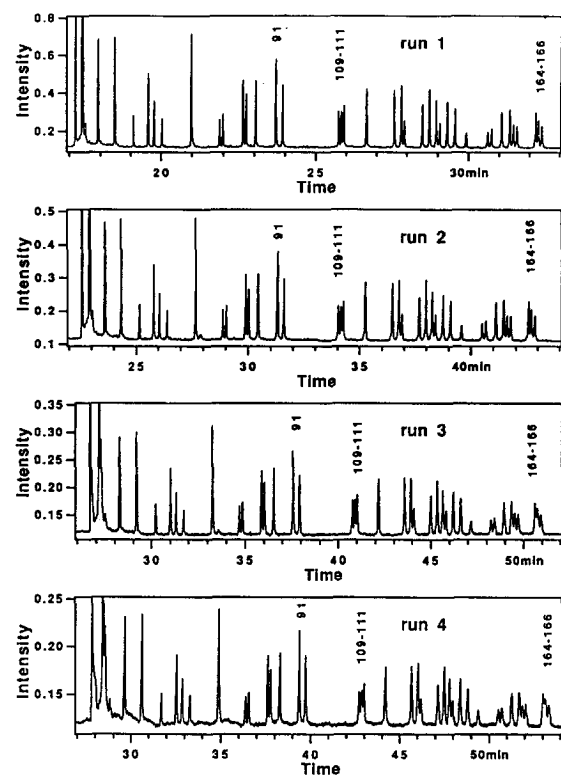 0.8
0.6
0.4
0.2
Intensity
91
109-111
run 1
164-166
20
25
30min
Time
0.5
0.4
0.3
0.2
0.1
Intensity
91
109-111
run 2
164-166
25
30
35
40min
Time
0.35
0.30
0.25
0.20
0.15
Intensity
91
109-111
run 3
164-166
30
35
40
45
50min
Time
0.25
0.20
0.15
Intensity
91
109-111
run 4
164-166
30
35
40
45
50min
Time